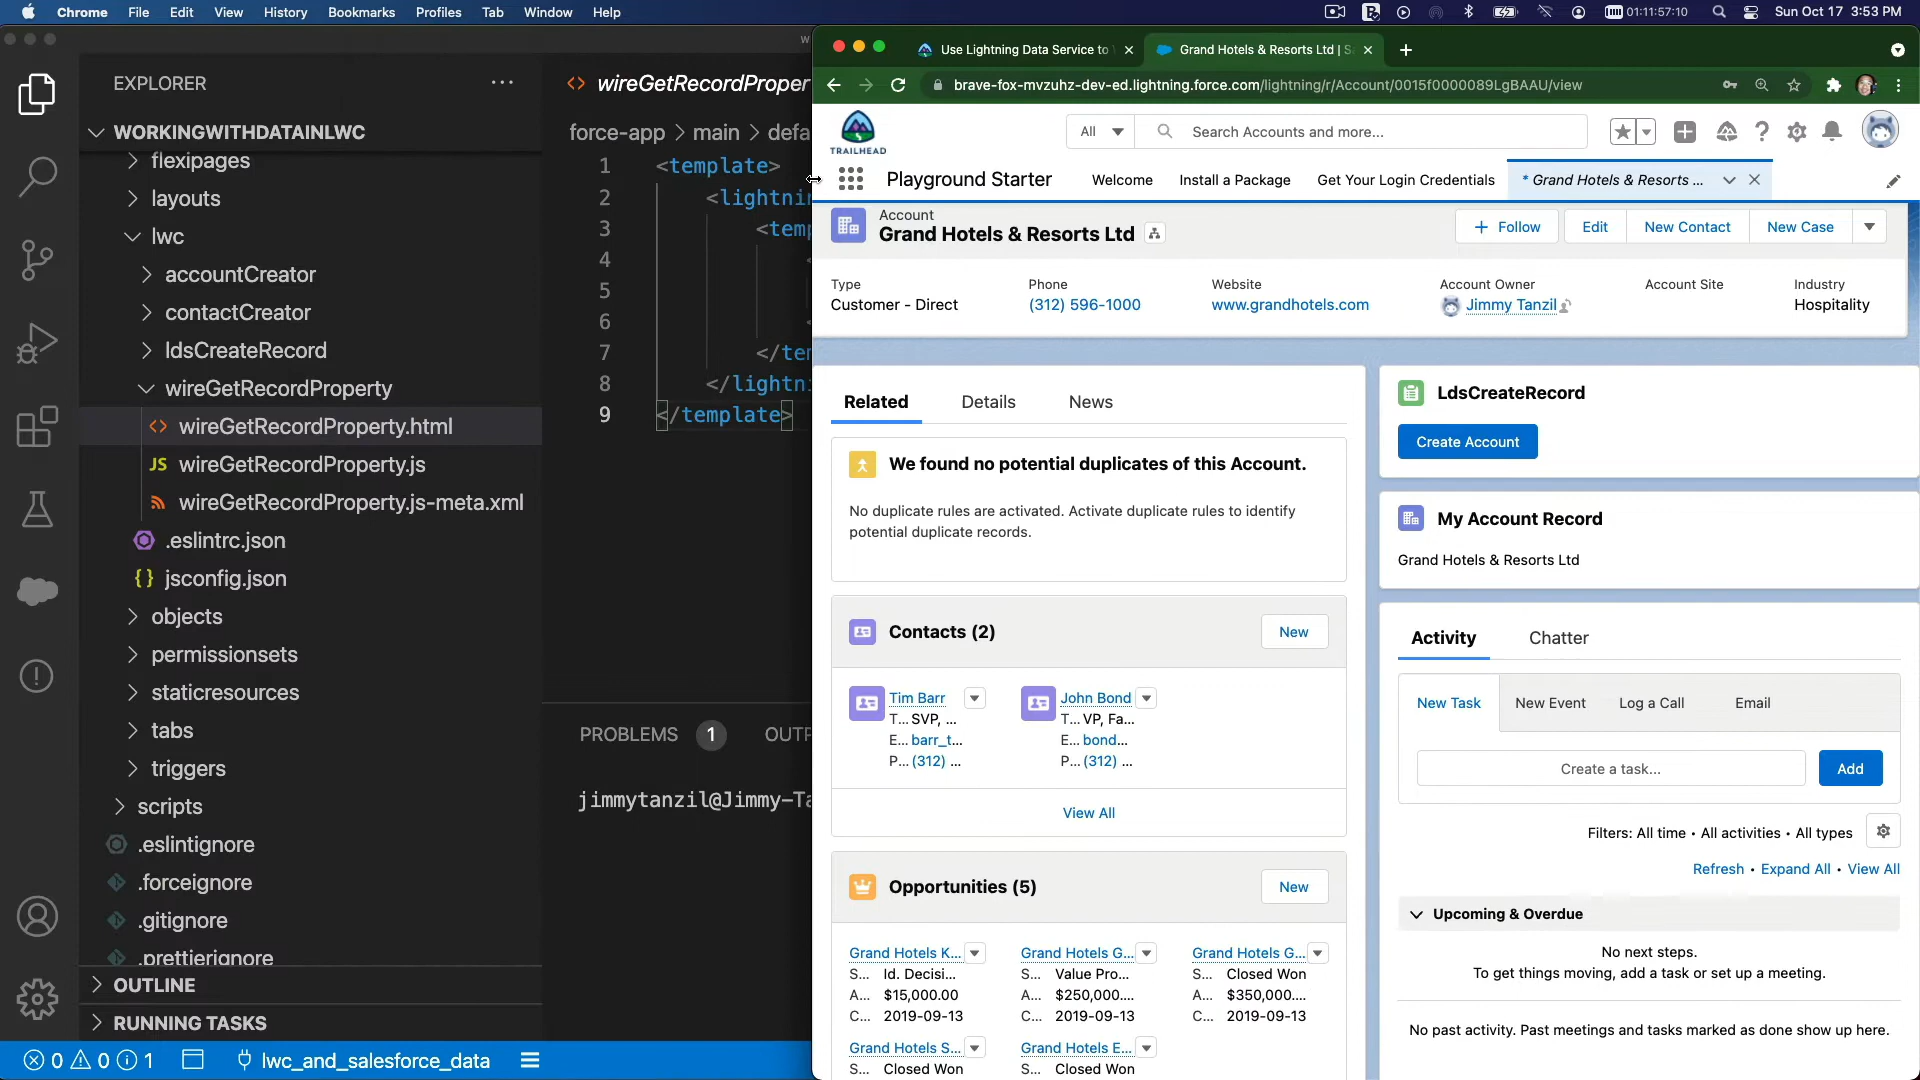 Chrome File Edit View History Bookmarks Profiles Tab Window Help
01:11:57:10 Sun Oct 17 3:53 PM
EXPLORER
WORKINGWITHDATAINLWC
flexipages
layouts
lwc
accountCreator
contactCreator
ldsCreateRecord
wireGetRecordProperty
wireGetRecordProperty.html
JS wireGetRecordProperty.js
wireGetRecordProperty.js-meta.xml
.eslintrc.json
{} jsconfig.json
objects
permissionsets
staticresources
tabs
triggers
scripts
.eslintignore
.forceignore
.gitignore
.prettierignore
OUTLINE
RUNNING TASKS
0 0 1 lwc_and_salesforce_data
wireGetRecordProper
force-app > main > defa
1 <template>
2 <lightnin
3 <temp
4 <
5
6 <
7 </tem
8 </lightni
9 </template>
PROBLEMS 1 OUTP
jimmytanzil@Jimmy-Ta
Use Lightning Data Service to
Grand Hotels & Resorts Ltd | S
brave-fox-mvzuhz-dev-ed.lightning.force.com/lightning/r/Account/0015f0000089LgBAAU/view
TRAILHEAD
All Search Accounts and more...
Playground Starter Welcome Install a Package Get Your Login Credentials * Grand Hotels & Resorts ...
Account
Grand Hotels & Resorts Ltd
Follow Edit New Contact New Case
Type Phone Website Account Owner Account Site Industry
Customer - Direct (312) 596-1000 www.grandhotels.com Jimmy Tanzil Hospitality
Related Details News
We found no potential duplicates of this Account.
No duplicate rules are activated. Activate duplicate rules to identify
potential duplicate records.
Contacts (2) New
Tim Barr John Bond
T... SVP, ... T... VP, Fa...
E... barr_t... E... bond...
P... (312) ... P... (312) ...
View All
Opportunities (5) New
Grand Hotels K... Grand Hotels G... Grand Hotels G...
S... Id. Decisi... S... Value Pro... S... Closed Won
A... $15,000.00 A... $250,000.... A... $350,000....
C... 2019-09-13 C... 2019-09-13 C... 2019-09-13
Grand Hotels S... Grand Hotels E...
S... Closed Won S... Closed Won
LdsCreateRecord
Create Account
My Account Record
Grand Hotels & Resorts Ltd
Activity Chatter
New Task New Event Log a Call Email
Create a task... Add
Filters: All time • All activities • All types
Refresh • Expand All • View All
Upcoming & Overdue
No next steps.
To get things moving, add a task or set up a meeting.
No past activity. Past meetings and tasks marked as done show up here.